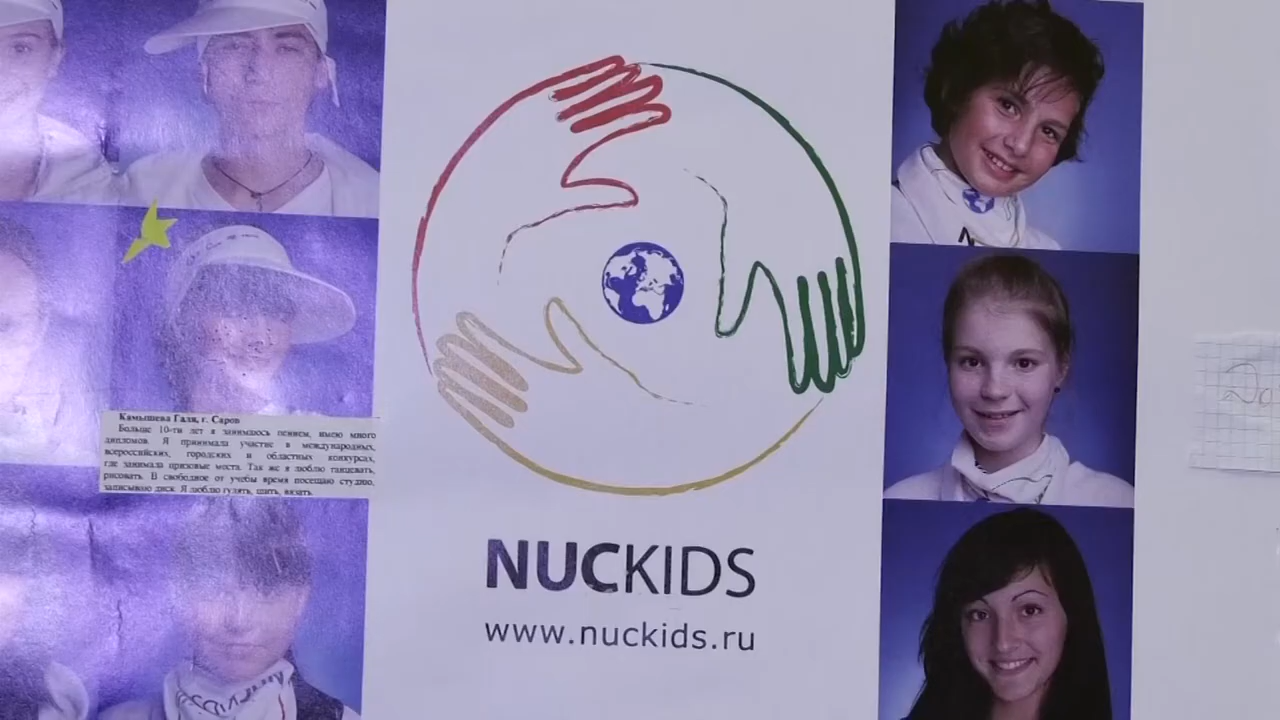 Камышева Галя, г. Саров
Больше 10-ти лет я занимаюсь пением, имею много
дипломов. Я принимала участие в международных,
всероссийских, городских и областных конкурсах,
где занимала призовые места. Так же я люблю танцевать,
рисовать. В свободное от учебы время посещаю студию,
записываю диск. Я люблю гулять, шить, вязать.
NUCKIDS
www.nuckids.ru